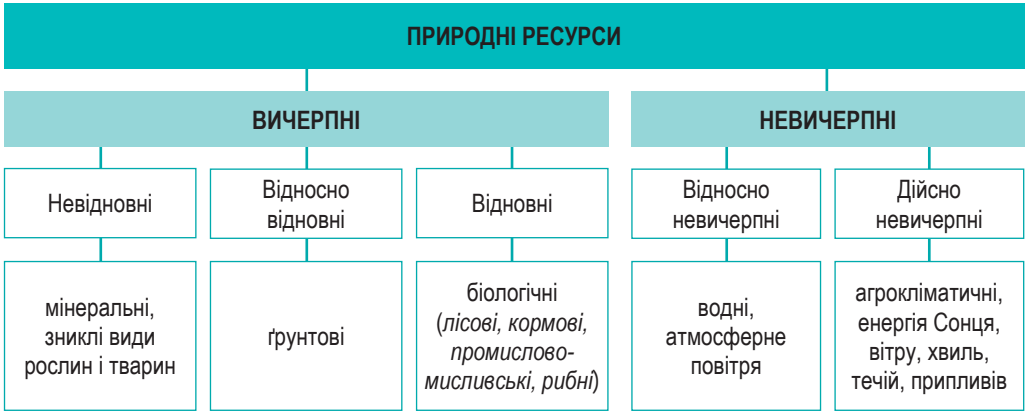 ПРИРОДНІ РЕСУРСИ
ВИЧЕРПНІ
НЕВИЧЕРПНІ
Невідновні
Відносно
відновні
Відновні
Відносно
невичерпні
Дійсно
невичерпні
мінеральні,
зниклі види
рослин і тварин
ґрунтові
біологічні
(лісові, кормові,
промислово-
мисливські, рибні)
водні,
атмосферне
повітря
агрокліматичні,
енергія Сонця,
вітру, хвиль,
течій, припливів